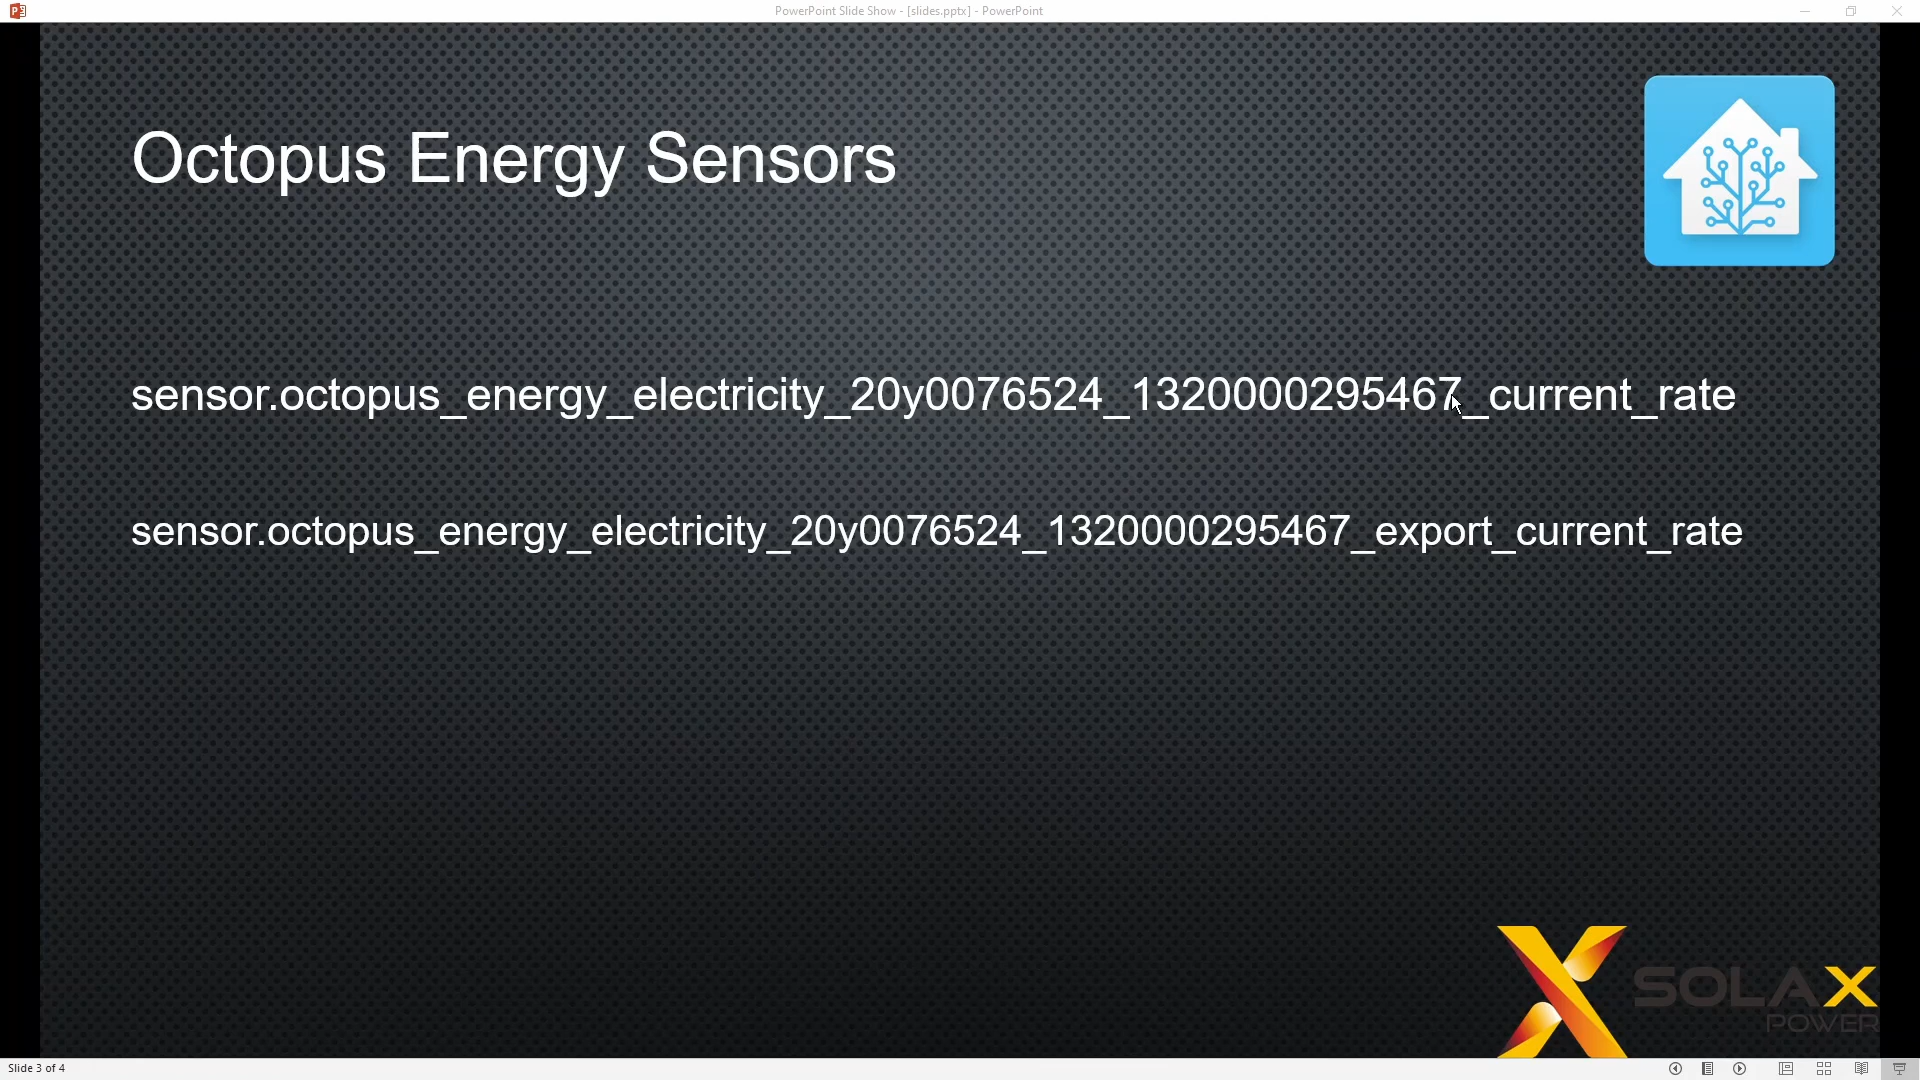 PowerPoint Slide Show - [slides.pptx] - PowerPoint
Octopus Energy Sensors
sensor.octopus_energy_electricity_20y0076524_1320000295467_current_rate
sensor.octopus_energy_electricity_20y0076524_1320000295467_export_current_rate
SOLAX
POWER
Slide 3 of 4